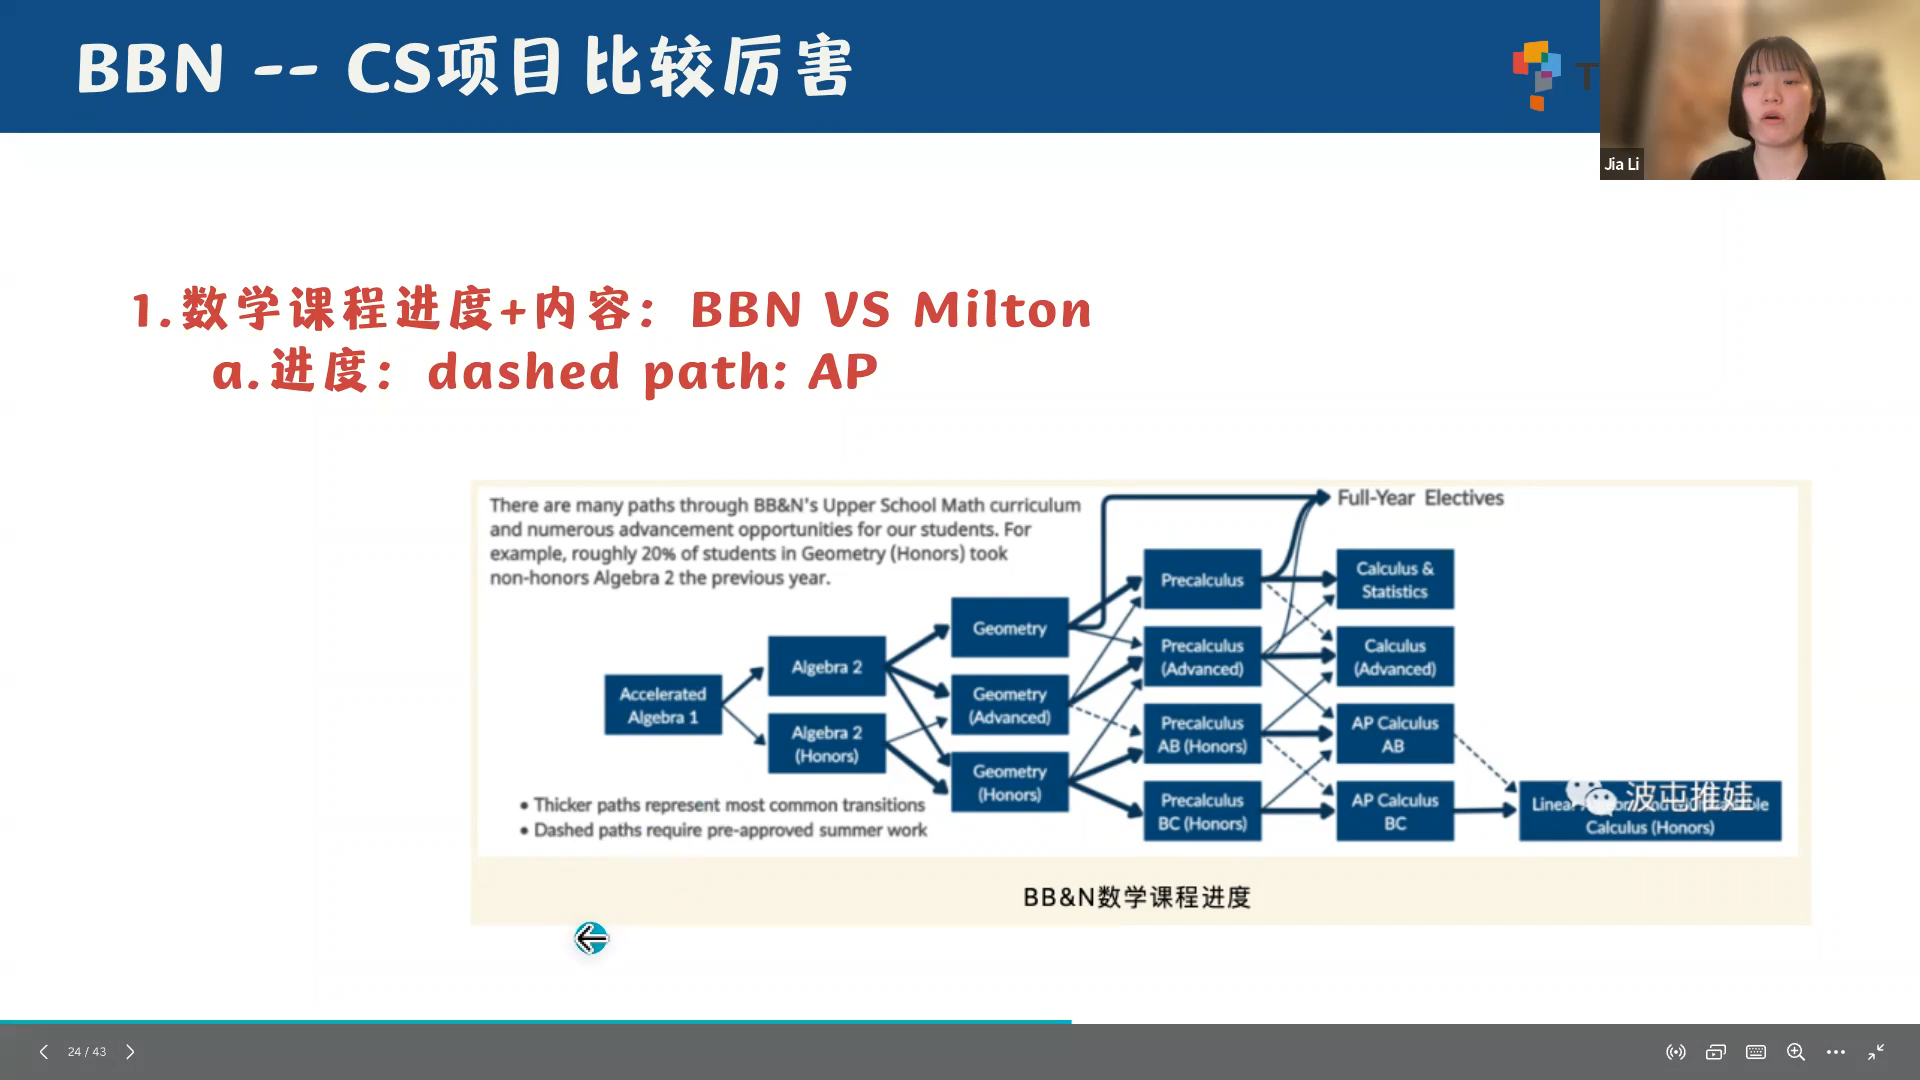 BBN -- CS项目比较厉害
T
Jia Li
1.数学课程进度+内容：BBN VS Milton
a.进度：dashed path: AP
There are many paths through BB&N's Upper School Math curriculum
and numerous advancement opportunities for our students. For
example, roughly 20% of students in Geometry (Honors) took
non-honors Algebra 2 the previous year.
Full-Year Electives
Accelerated
Algebra 1
Algebra 2
Algebra 2
(Honors)
Geometry
Geometry
(Advanced)
Geometry
(Honors)
Precalculus
Precalculus
(Advanced)
Precalculus
AB (Honors)
Precalculus
BC (Honors)
Calculus &
Statistics
Calculus
(Advanced)
AP Calculus
AB
AP Calculus
BC
Calculus (Honors)
波屯推娃
• Thicker paths represent most common transitions
• Dashed paths require pre-approved summer work
BB&N数学课程进度
24 / 43